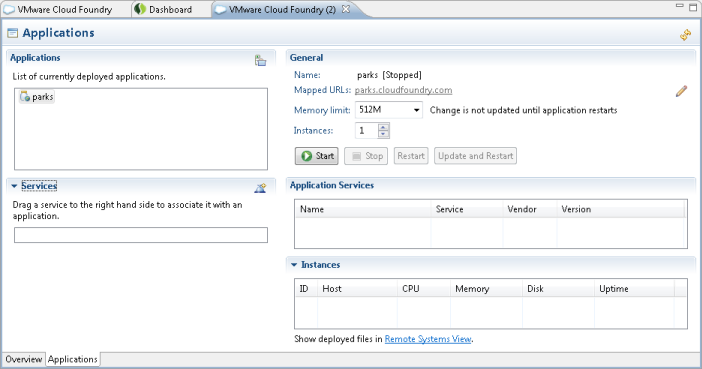 VMware Cloud Foundry
Dashboard
VMware Cloud Foundry (2)
Applications
Applications
List of currently deployed applications.
parks
Services
Drag a service to the right hand side to associate it with an
application.
General
Name: parks [Stopped]
Mapped URLs: parks.cloudfoundry.com
Memory limit: 512M Change is not updated until application restarts
Instances: 1
Start Stop Restart Update and Restart
Application Services
Name Service Vendor Version
Instances
ID Host CPU Memory Disk Uptime
Show deployed files in Remote Systems View.
Overview Applications